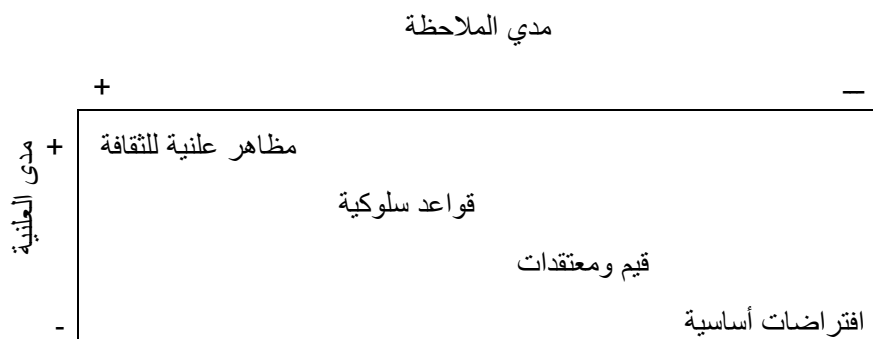 مدي الملاحظة
+ —
+ مظاهر علنية للثقافة
مدى العلنية
قواعد سلوكية
قيم ومعتقدات
- افتراضات أساسية